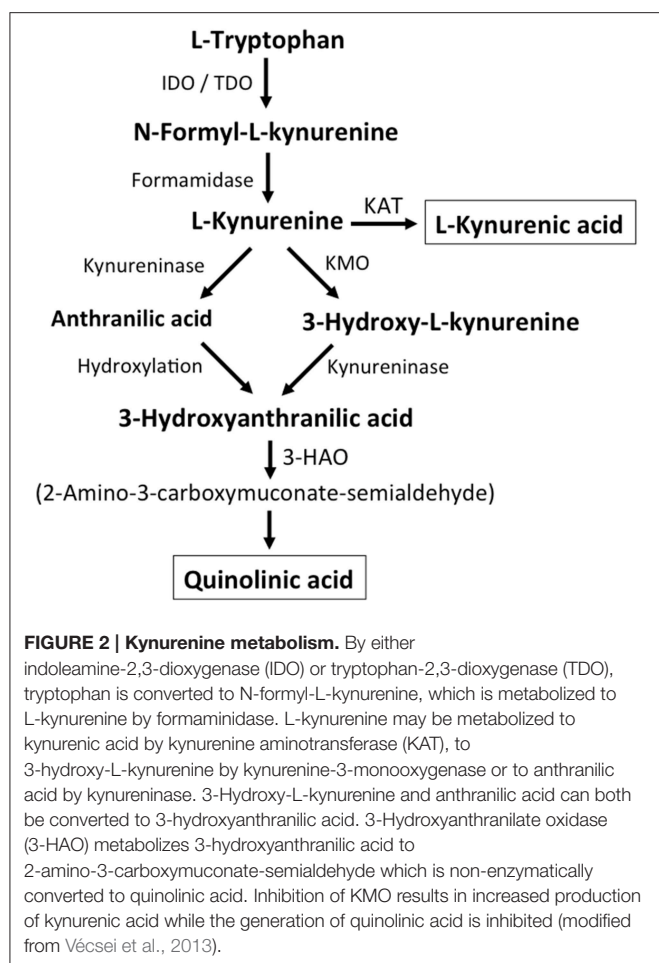 L-Tryptophan
IDO / TDO
N-Formyl-L-kynurenine
Formamidase
L-Kynurenine
KAT
L-Kynurenic acid
Kynureninase
KMO
Anthranilic acid
3-Hydroxy-L-kynurenine
Hydroxylation
Kynureninase
3-Hydroxyanthranilic acid
3-HAO
(2-Amino-3-carboxymuconate-semialdehyde)
Quinolinic acid
FIGURE 2 | Kynurenine metabolism. By either
indoleamine-2,3-dioxygenase (IDO) or tryptophan-2,3-dioxygenase (TDO),
tryptophan is converted to N-formyl-L-kynurenine, which is metabolized to
L-kynurenine by formaminidase. L-kynurenine may be metabolized to
kynurenic acid by kynurenine aminotransferase (KAT), to
3-hydroxy-L-kynurenine by kynurenine-3-monooxygenase or to anthranilic
acid by kynureninase. 3-Hydroxy-L-kynurenine and anthranilic acid can both
be converted to 3-hydroxyanthranilic acid. 3-Hydroxyanthranilate oxidase
(3-HAO) metabolizes 3-hydroxyanthranilic acid to
2-amino-3-carboxymuconate-semialdehyde which is non-enzymatically
converted to quinolinic acid. Inhibition of KMO results in increased production
of kynurenic acid while the generation of quinolinic acid is inhibited (modified
from Vécsei et al., 2013).